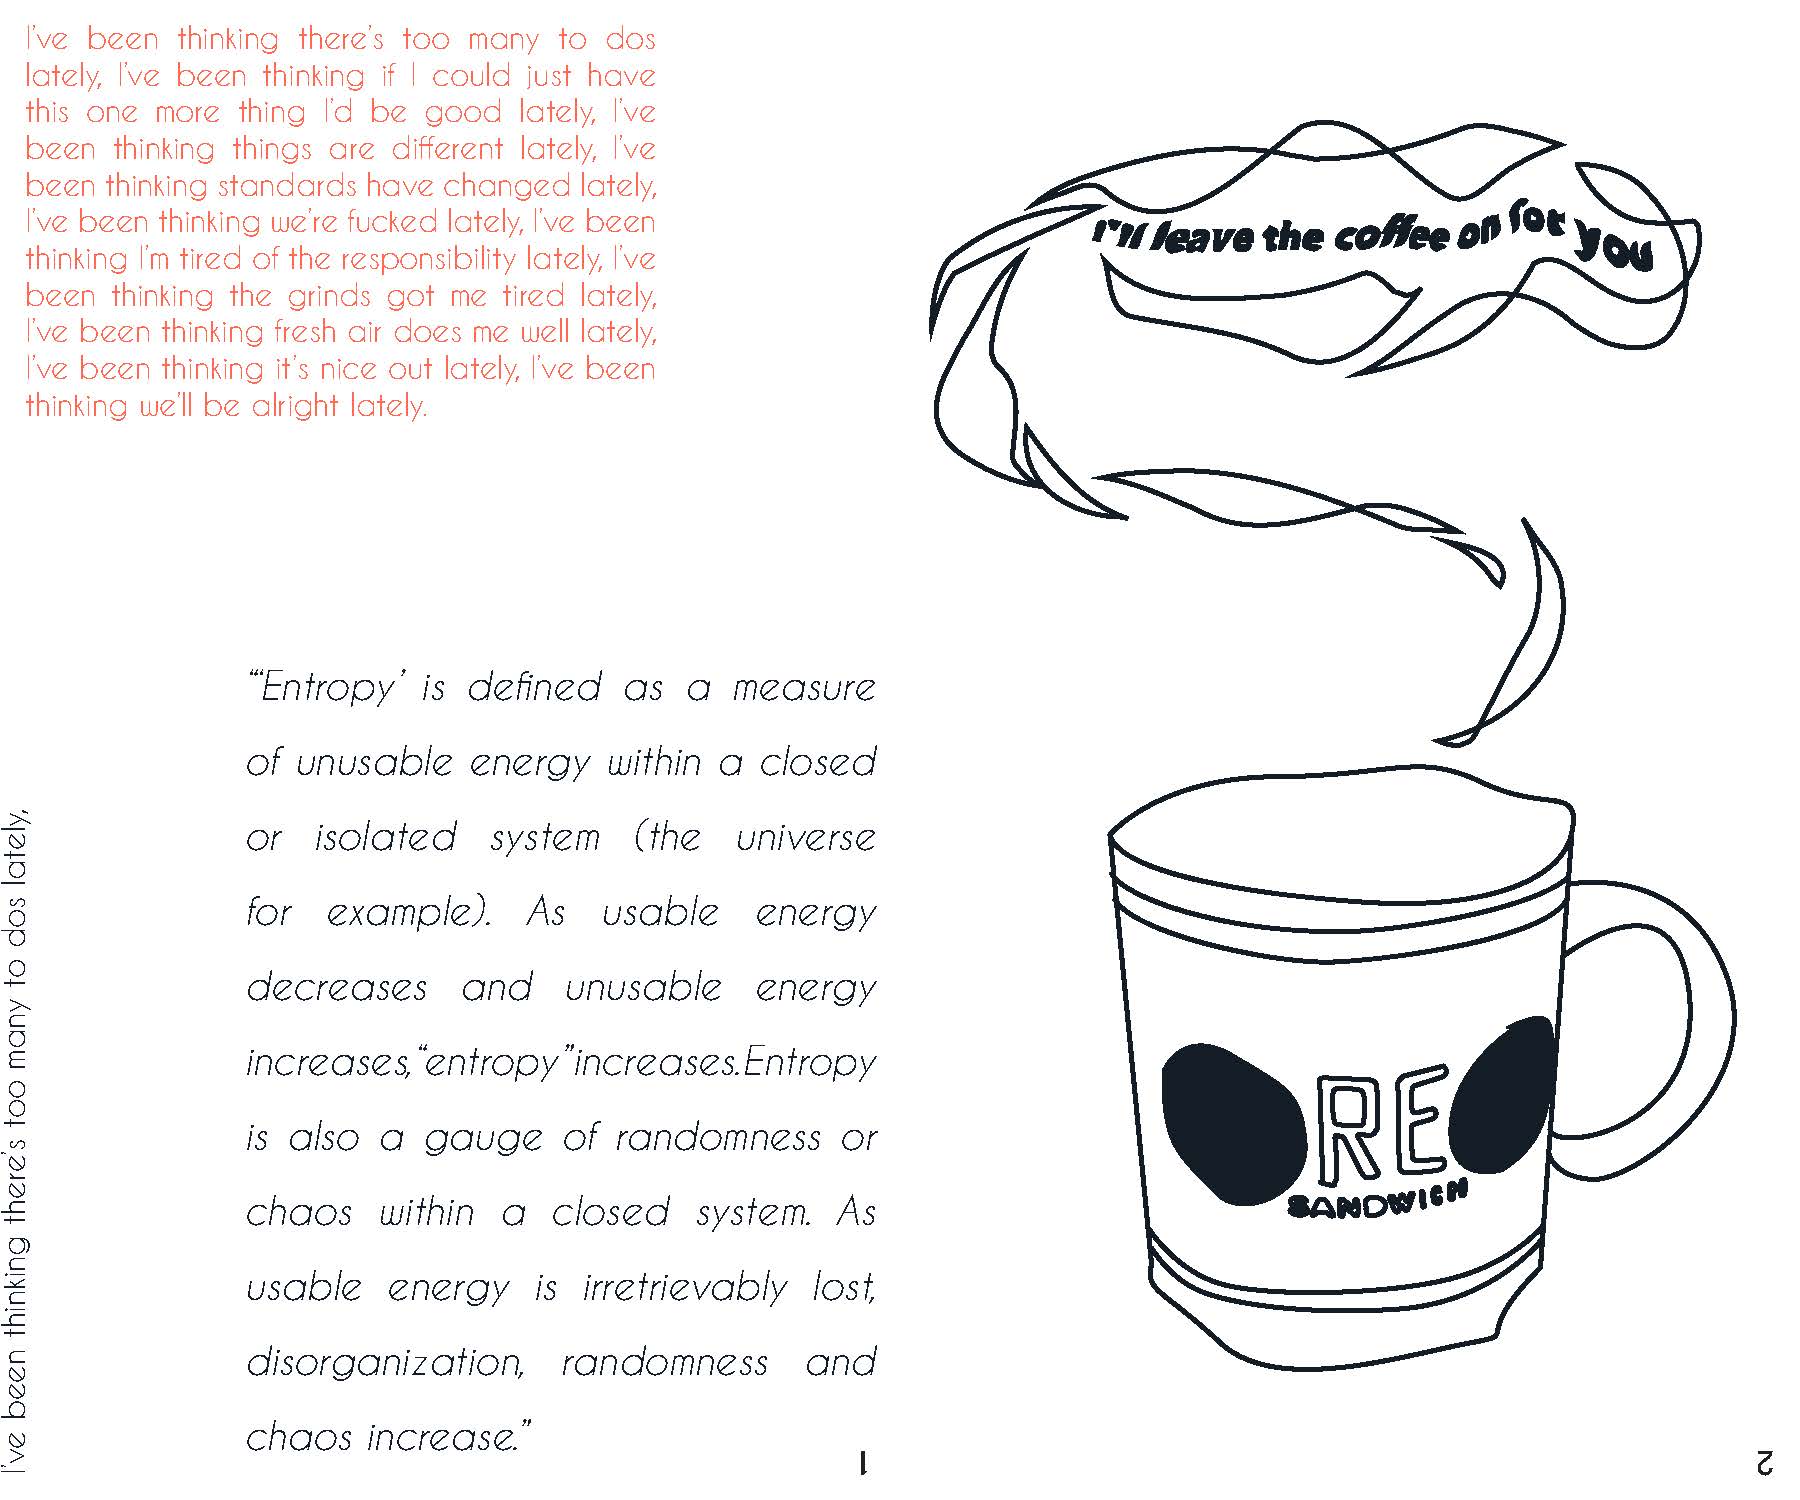 I've been thinking there's too many to dos
lately, I've been thinking if I could just have
this one more thing I'd be good lately, I've
been thinking things are different lately, I've
been thinking standards have changed lately,
I've been thinking we're fucked lately, I've been
thinking I'm tired of the responsibility lately, I've
been thinking the grinds got me tired lately,
I've been thinking fresh air does me well lately,
I've been thinking it's nice out lately, I've been
thinking we'll be alright lately.
I've been thinking there's too many to dos lately,
“‘Entropy’ is defined as a measure
of unusable energy within a closed
or isolated system (the universe
for example). As usable energy
decreases and unusable energy
increases, “entropy” increases. Entropy
is also a gauge of randomness or
chaos within a closed system. As
usable energy is irretrievably lost,
disorganization, randomness and
chaos increase.”
1
I'll leave the coffee on for you
RE
SANDWICH
2